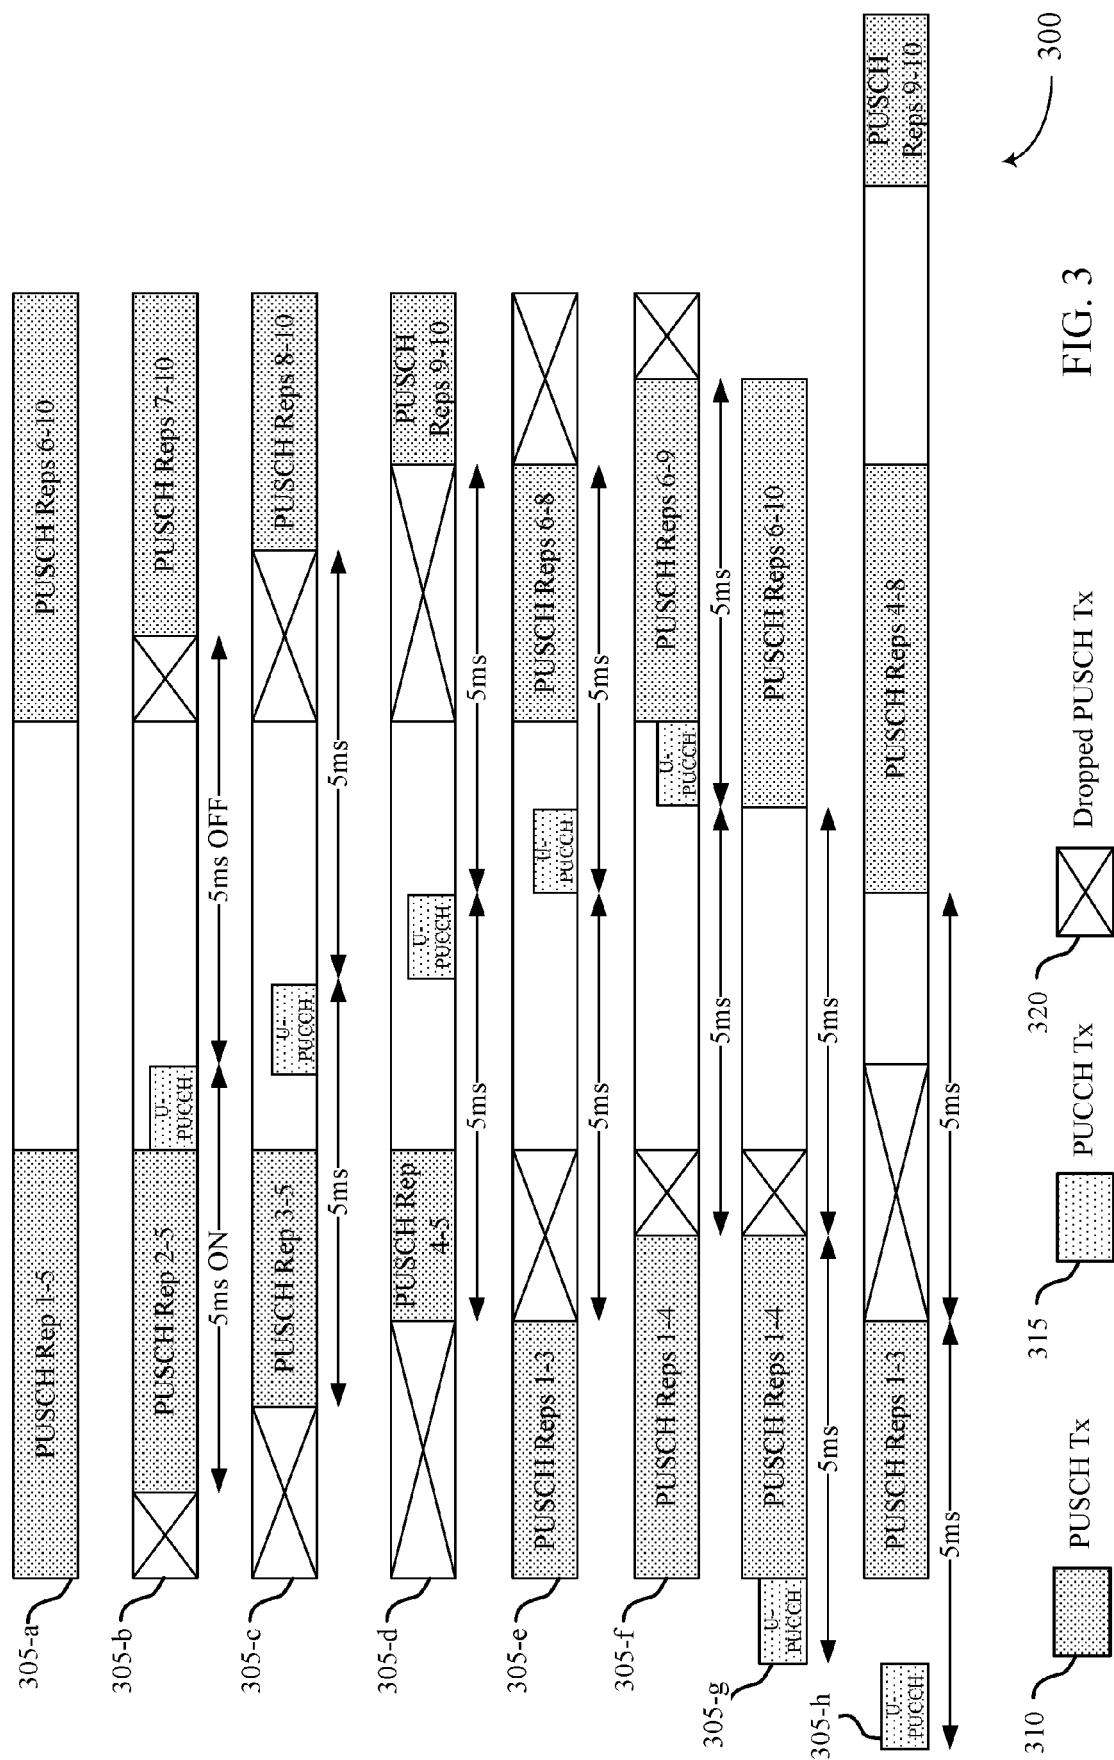 305-a
PUSCH Rep 1-5
PUSCH Reps 6-10
305-b
PUSCH Rep 2-5
U-
PUCCH
PUSCH Reps 7-10
5ms ON
5ms OFF
305-c
PUSCH Rep 3-5
U-
PUCCH
PUSCH Reps 8-10
5ms
5ms
305-d
PUSCH Rep
4-5
U-
PUCCH
PUSCH
Reps 9-10
5ms
5ms
305-e
PUSCH Reps 1-3
U-
PUCCH
PUSCH Reps 6-8
5ms
5ms
305-f
PUSCH Reps 1-4
U-
PUCCH
PUSCH Reps 6-9
5ms
5ms
305-g
U-
PUCCH
PUSCH Reps 1-4
PUSCH Reps 6-10
5ms
5ms
305-h
U-
PUCCH
PUSCH Reps 1-3
PUSCH Reps 4-8
PUSCH
Reps 9-10
5ms
5ms
310
PUSCH Tx
315
PUCCH Tx
320
Dropped PUSCH Tx
FIG. 3
300